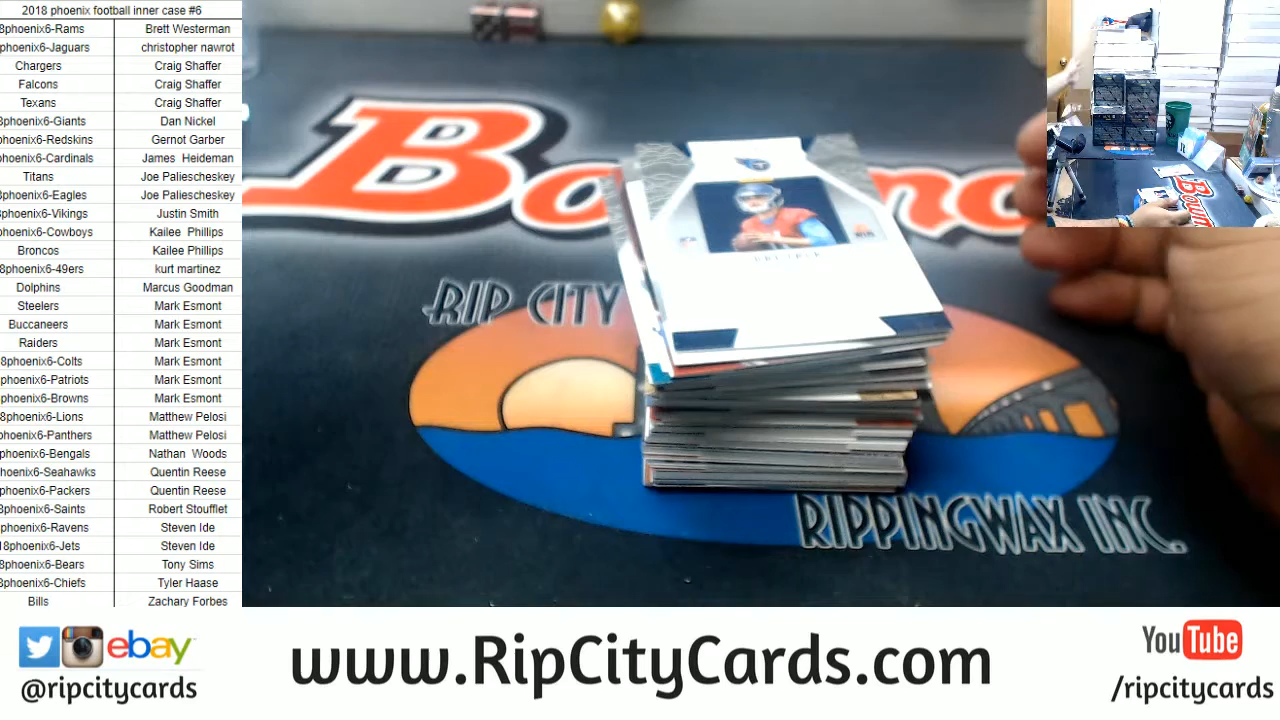 2018 phoenix football inner case #6
8phoenix6-Rams Brett Westerman
phoenix6-Jaguars christopher nawrot
Chargers Craig Shaffer
Falcons Craig Shaffer
Texans Craig Shaffer
8phoenix6-Giants Dan Nickel
phoenix6-Redskins Gernot Garber
phoenix6-Cardinals James Heideman
Titans Joe Paliescheskey
8phoenix6-Eagles Joe Paliescheskey
phoenix6-Vikings Justin Smith
phoenix6-Cowboys Kailee Phillips
Broncos Kailee Phillips
8phoenix6-49ers kurt martinez
Dolphins Marcus Goodman
Steelers Mark Esmont
Buccaneers Mark Esmont
Raiders Mark Esmont
8phoenix6-Colts Mark Esmont
phoenix6-Patriots Mark Esmont
phoenix6-Browns Mark Esmont
8phoenix6-Lions Matthew Pelosi
phoenix6-Panthers Matthew Pelosi
phoenix6-Bengals Nathan Woods
hoenix6-Seahawks Quentin Reese
phoenix6-Packers Quentin Reese
8phoenix6-Saints Robert Stoufflet
phoenix6-Ravens Steven Ide
18phoenix6-Jets Steven Ide
8phoenix6-Bears Tony Sims
8phoenix6-Chiefs Tyler Haase
Bills Zachary Forbes
RIP CITY
RIPPINGWAX INC.
ebay
@ripcitycards
www.RipCityCards.com
YouTube
/ripcitycards